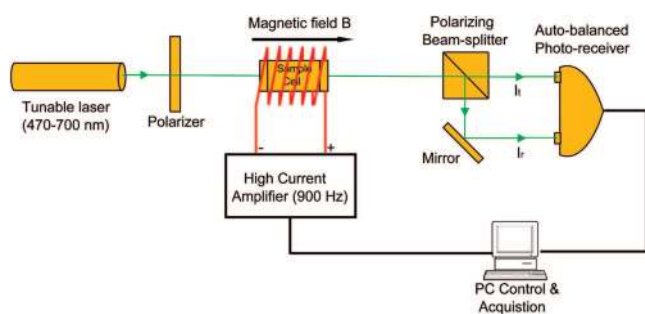 Magnetic field B
Polarizing
Beam-splitter
Auto-balanced
Photo-receiver
Sample
Coil
Tunable laser
(470-700 nm)
Polarizer
It
- +
High Current
Amplifier (900 Hz)
Mirror
Ir
PC Control &
Acquistion